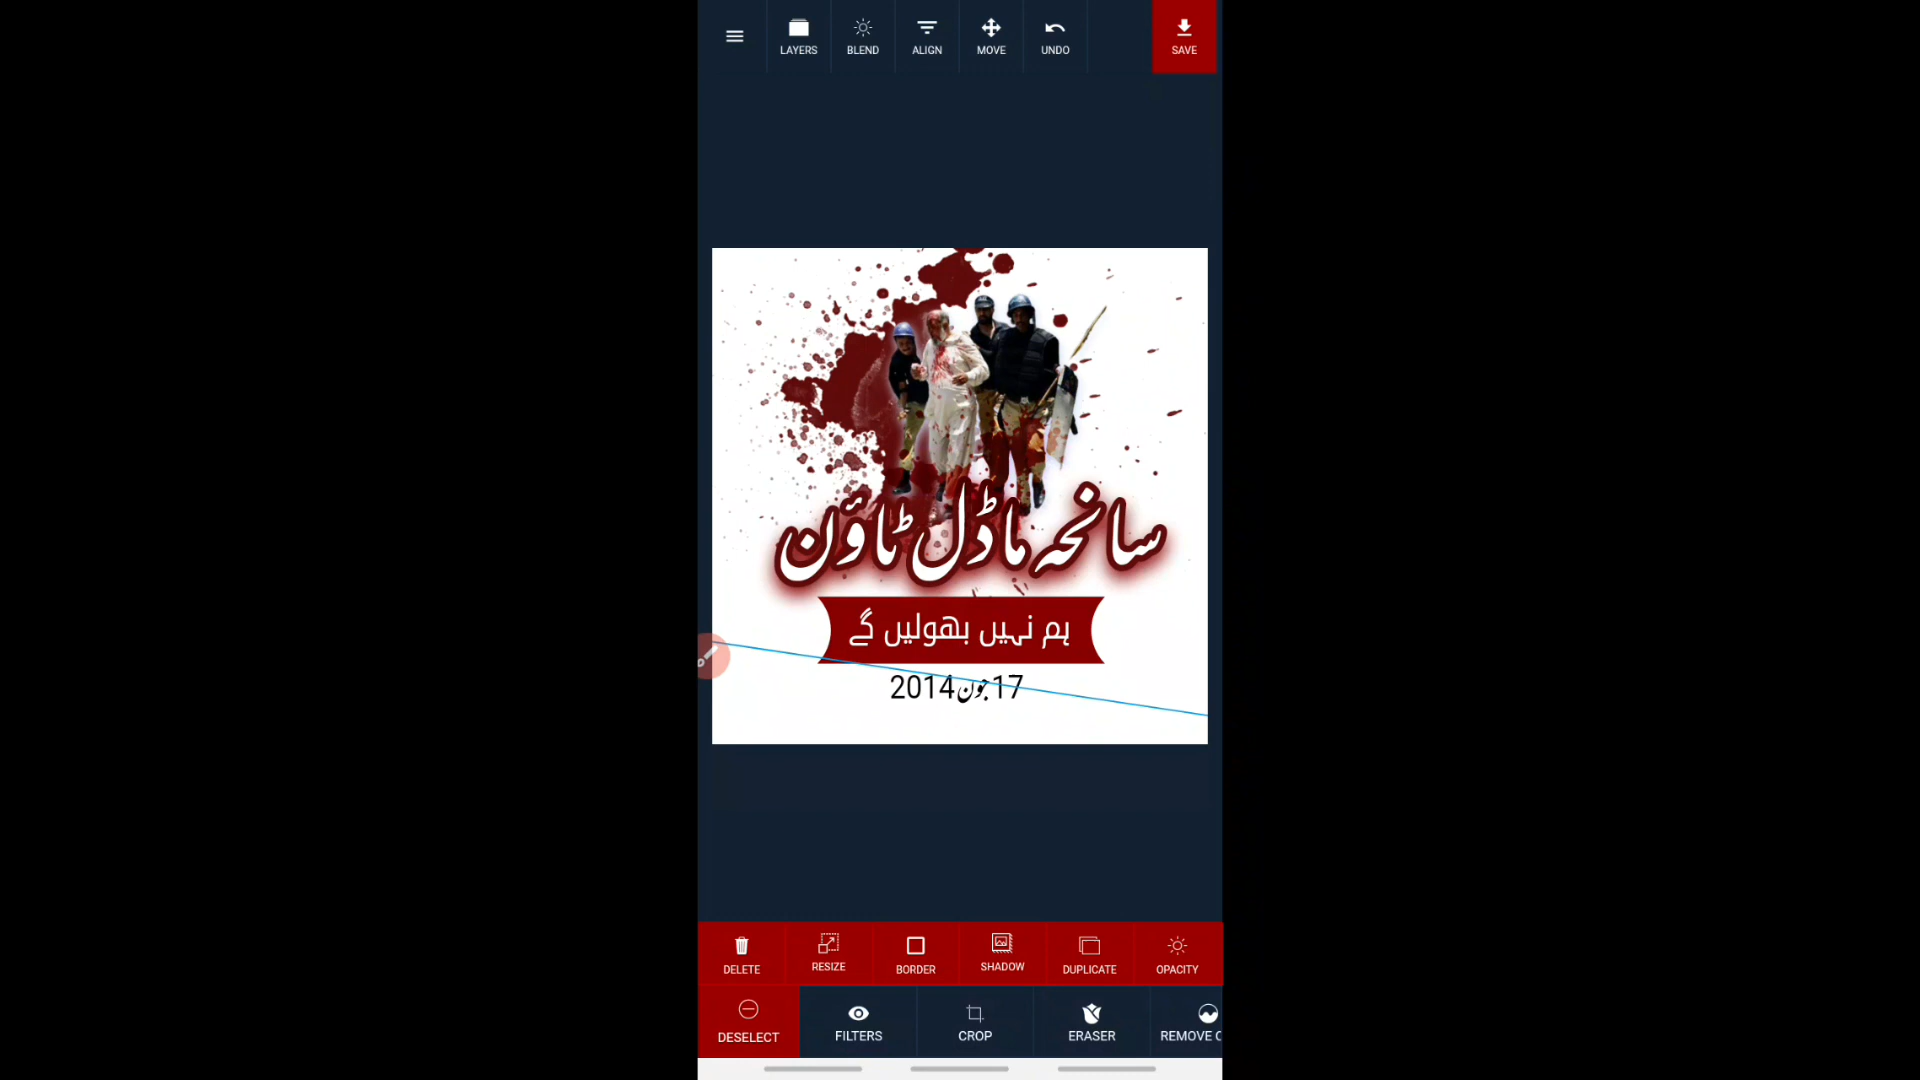 LAYERS
BLEND
ALIGN
MOVE
UNDO
SAVE
سانحہ ماڈل ٹاؤن
ہم نہیں بھولیں گے
17 جون 2014
DELETE
RESIZE
BORDER
SHADOW
DUPLICATE
OPACITY
DESELECT
FILTERS
CROP
ERASER
REMOVE C